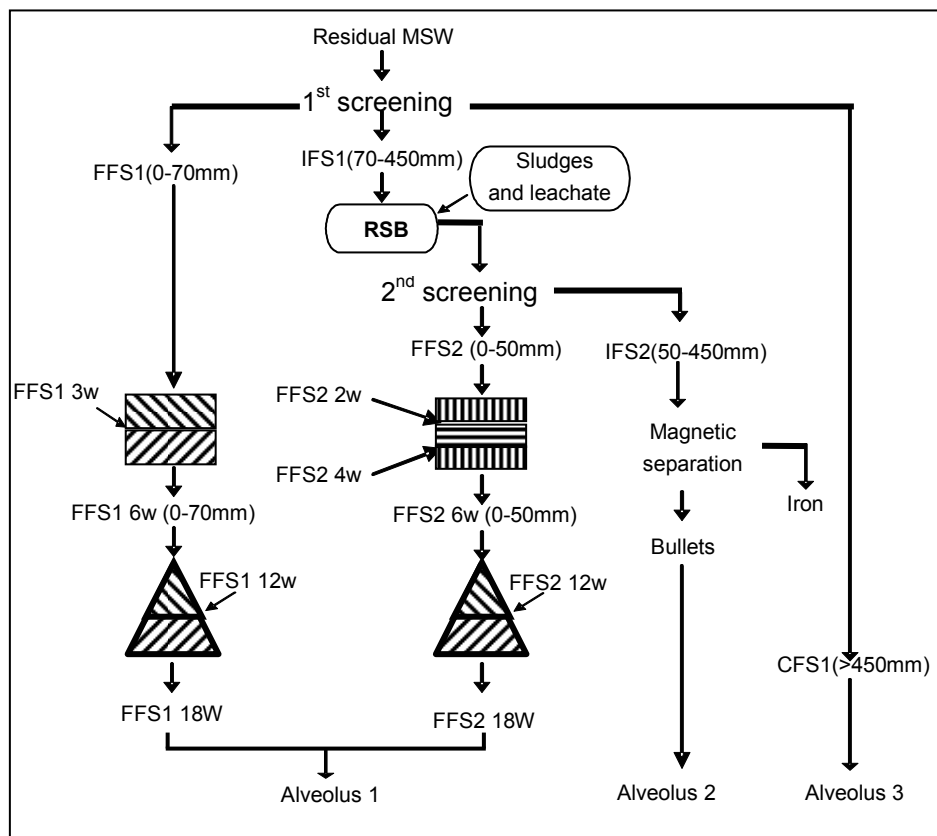 Residual MSW
1st screening
FFS1(0-70mm)
IFS1(70-450mm)
Sludges
and leachate
RSB
2nd screening
FFS2 (0-50mm)
IFS2(50-450mm)
FFS1 3w
FFS2 2w
FFS2 4w
Magnetic
separation
Iron
FFS1 6w (0-70mm)
FFS2 6w (0-50mm)
Bullets
FFS1 12w
FFS2 12w
CFS1(>450mm)
FFS1 18W
FFS2 18W
Alveolus 1
Alveolus 2
Alveolus 3